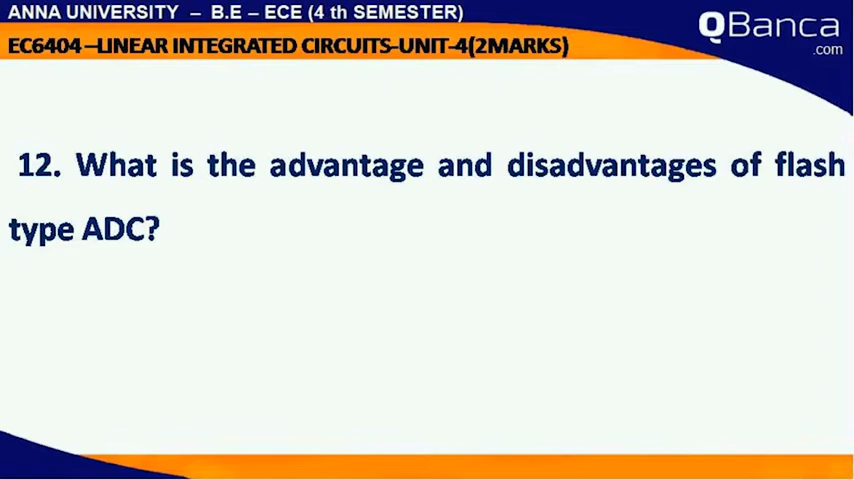 ANNA UNIVERSITY – B.E – ECE (4 th SEMESTER)
EC6404 –LINEAR INTEGRATED CIRCUITS-UNIT-4(2MARKS)
QBanca
.com
12. What is the advantage and disadvantages of flash
type ADC?